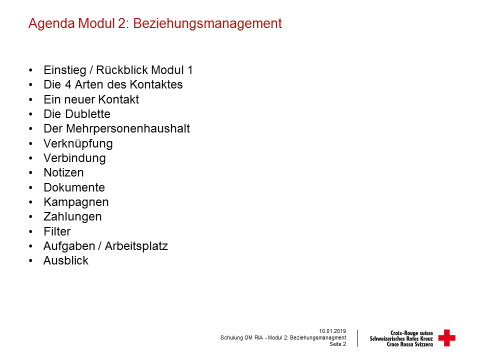 Agenda Modul 2: Beziehungsmanagement
• Einstieg / Rückblick Modul 1
• Die 4 Arten des Kontaktes
• Ein neuer Kontakt
• Die Dublette
• Der Mehrpersonenhaushalt
• Verknüpfung
• Verbindung
• Notizen
• Dokumente
• Kampagnen
• Zahlungen
• Filter
• Aufgaben / Arbeitsplatz
• Ausblick
10.01.2019
Schulung OM RIA - Modul 2: Beziehungsmanagment
Seite 2
Croix-Rouge suisse
Schweizerisches Rotes Kreuz
Croce Rossa Svizzera